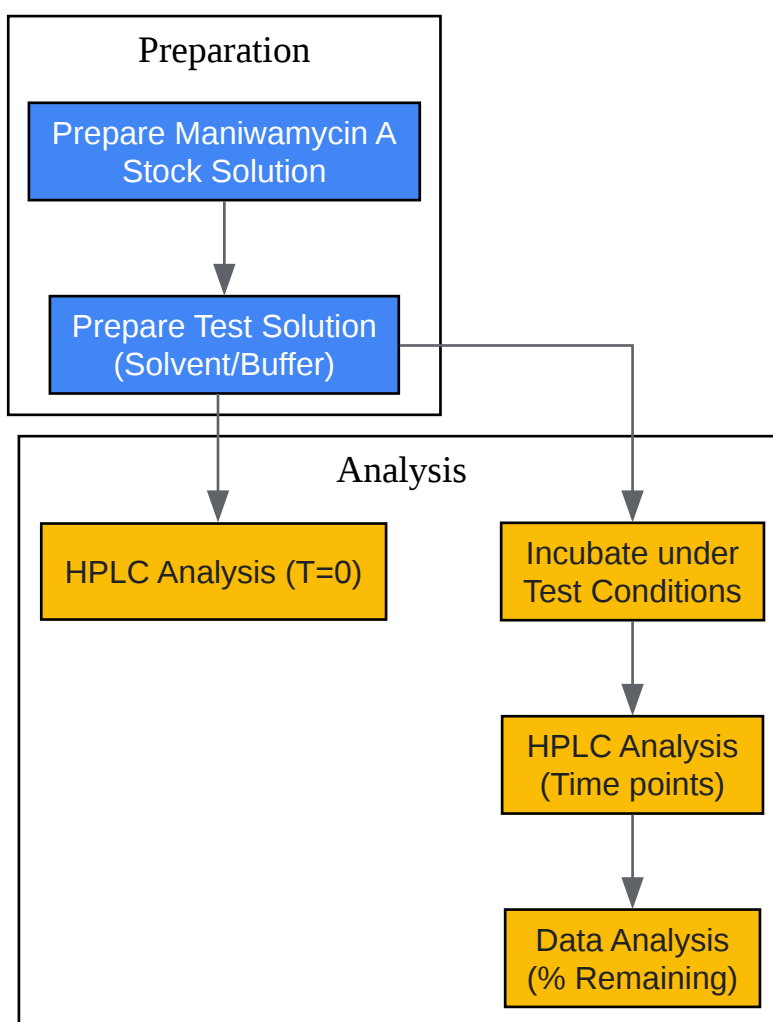 Preparation
Prepare Maniwamycin A
Stock Solution
Prepare Test Solution
(Solvent/Buffer)
Analysis
HPLC Analysis (T=0)
Incubate under
Test Conditions
HPLC Analysis
(Time points)
Data Analysis
(% Remaining)